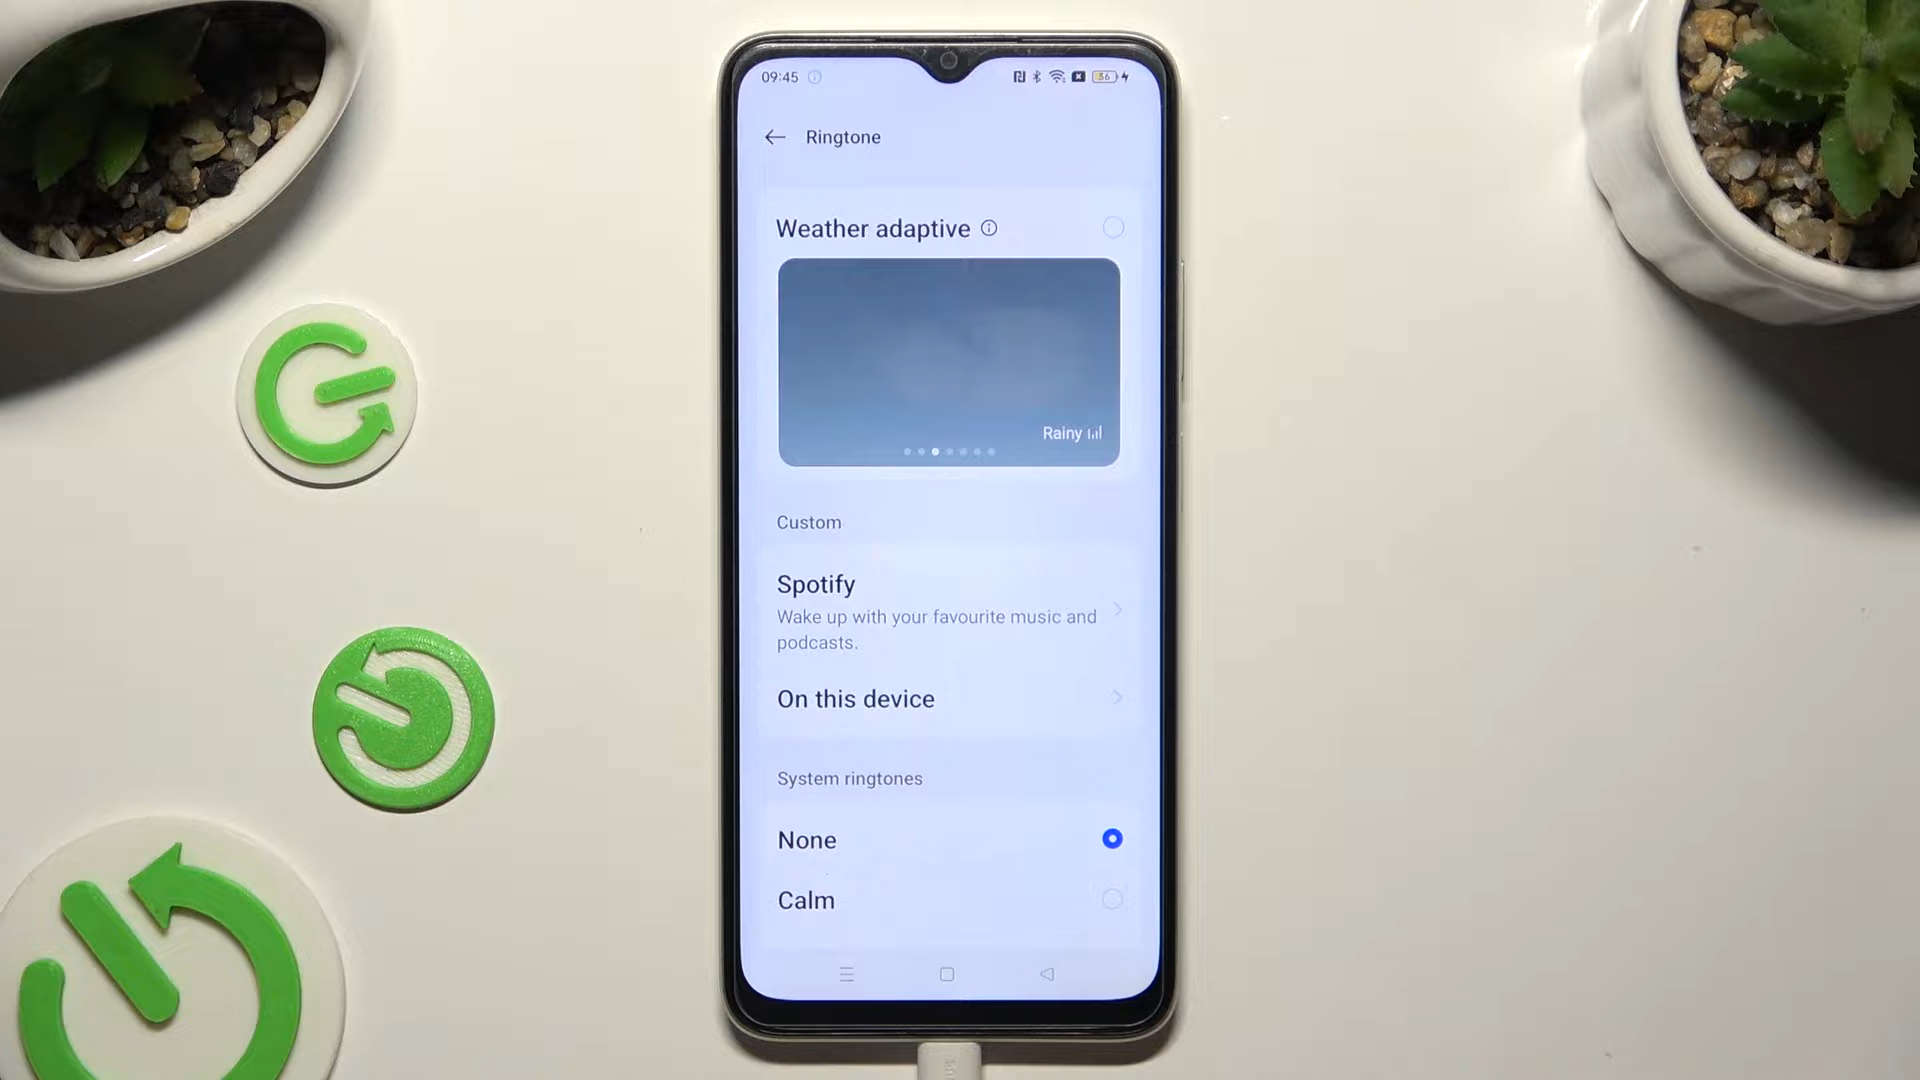 09:45
56
Ringtone
Weather adaptive
Rainy
Custom
Spotify
Wake up with your favourite music and
podcasts.
On this device
System ringtones
None
Calm